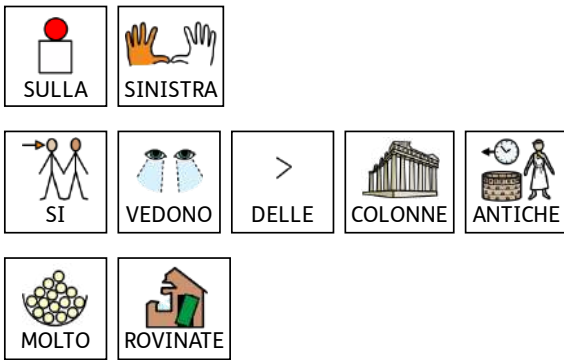 SULLA SINISTRA
SI VEDONO DELLE COLONNE ANTICHE
MOLTO ROVINATE